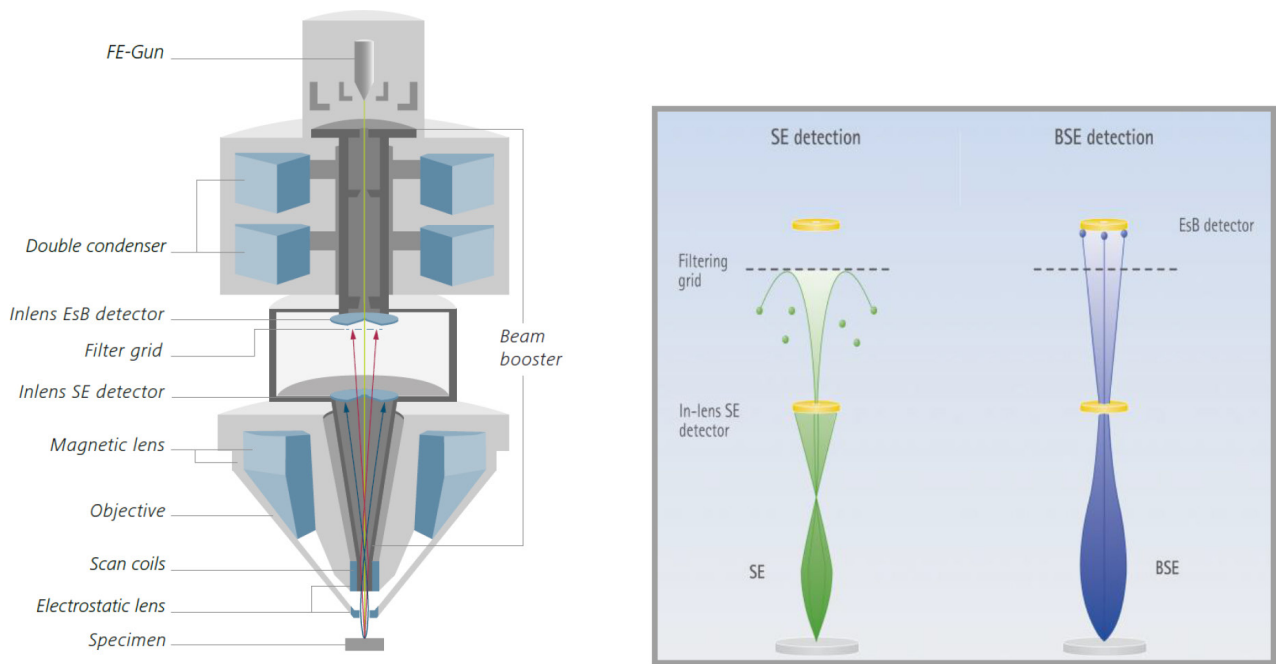 FE-Gun
Double condenser
Inlens EsB detector
Filter grid
Inlens SE detector
Magnetic lens
Objective
Scan coils
Electrostatic lens
Specimen
Beam
booster
SE detection
BSE detection
EsB detector
Filtering
grid
In-lens SE
detector
SE
BSE